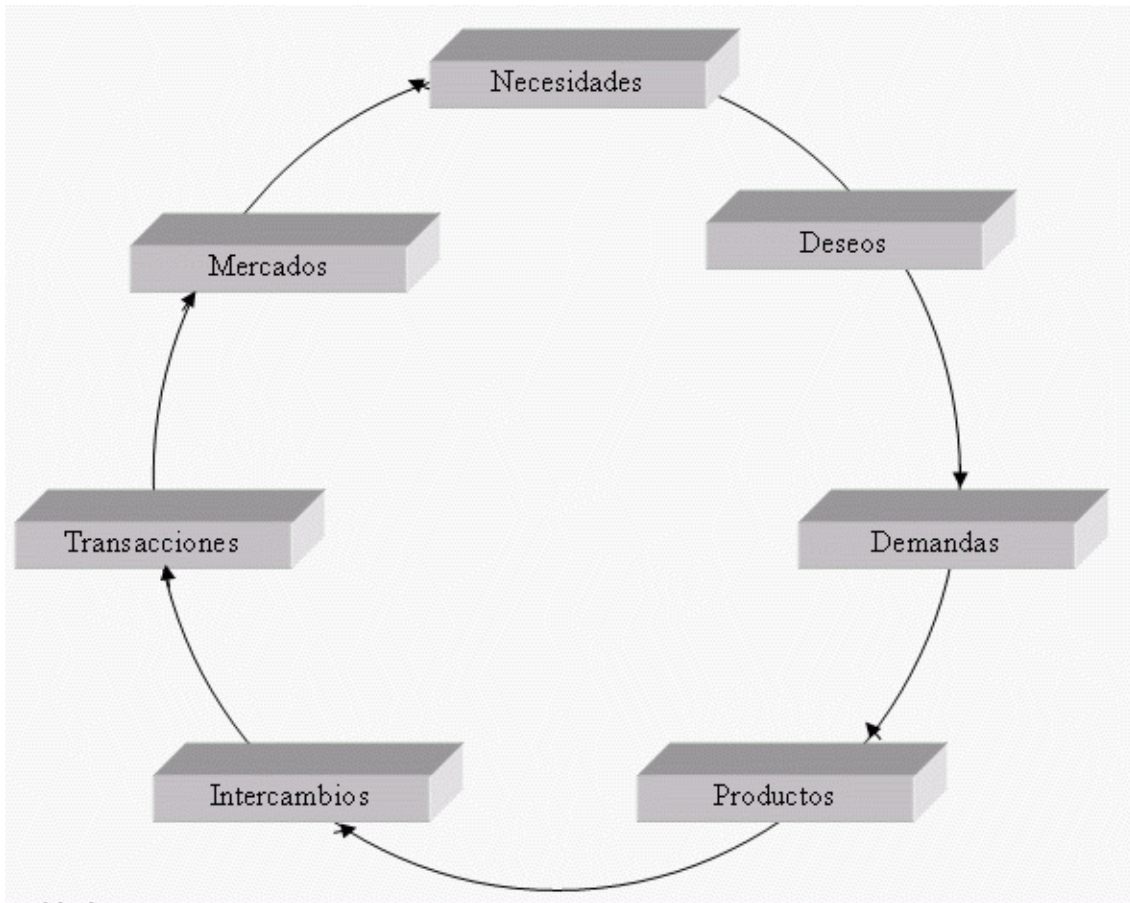 Necesidades
Deseos
Demandas
Productos
Intercambios
Transacciones
Mercados